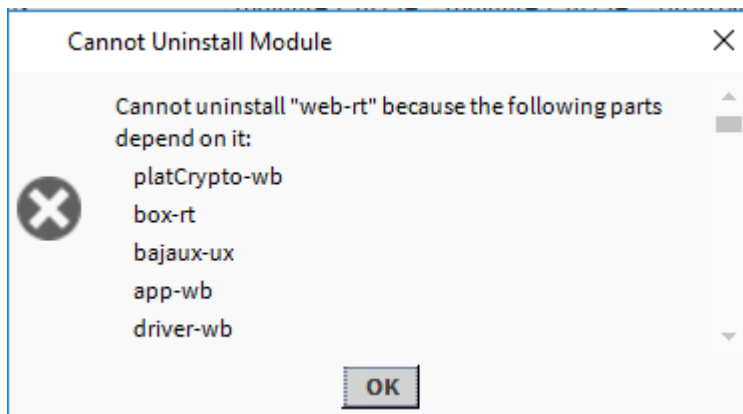 Cannot Uninstall Module
Cannot uninstall "web-rt" because the following parts
depend on it:
platCrypto-wb
box-rt
bajaux-ux
app-wb
driver-wb
OK